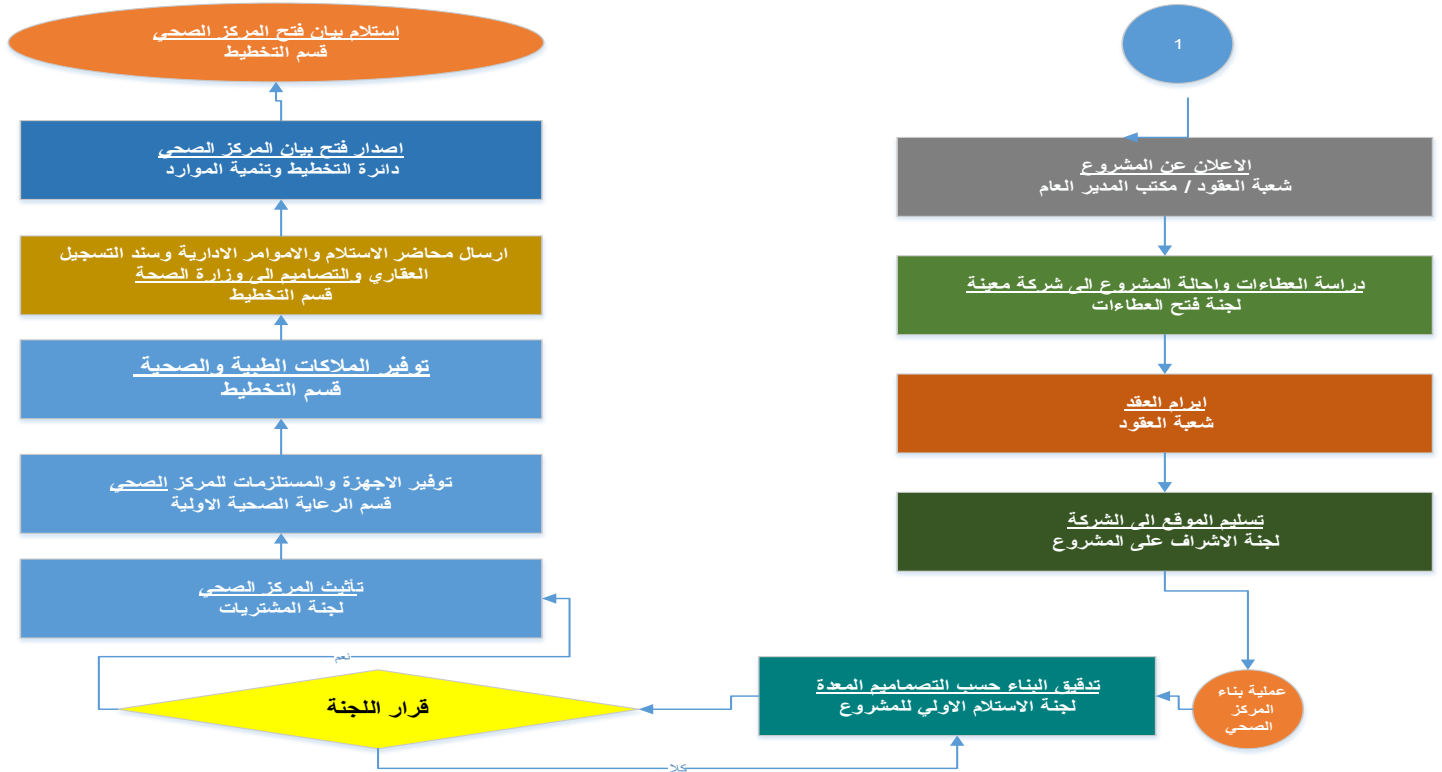 1
الاعلان عن المشروع
شعبة العقود / مكتب المدير العام
دراسة العطاءات واحالة المشروع الى شركة معينة
لجنة فتح العطاءات
ابرام العقد
شعبة العقود
تسليم الموقع الى الشركة
لجنة الاشراف على المشروع
عملية بناء
المركز
الصحي
تدقيق البناء حسب التصماميم المعدة
لجنة الاستلام الاولي للمشروع
قرار اللجنة
كلا
نعم
تأثيث المركز الصحي
لجنة المشتريات
توفير الاجهزة والمستلزمات للمركز الصحي
قسم الرعاية الصحية الاولية
توفير الملاكات الطبية والصحية
قسم التخطيط
ارسال محاضر الاستلام والاموامر الادارية وسند التسجيل
العقاري والتصاميم الى وزارة الصحة
قسم التخطيط
اصدار فتح بيان المركز الصحي
دائرة التخطيط وتنمية الموارد
استلام بيان فتح المركز الصحي
قسم التخطيط